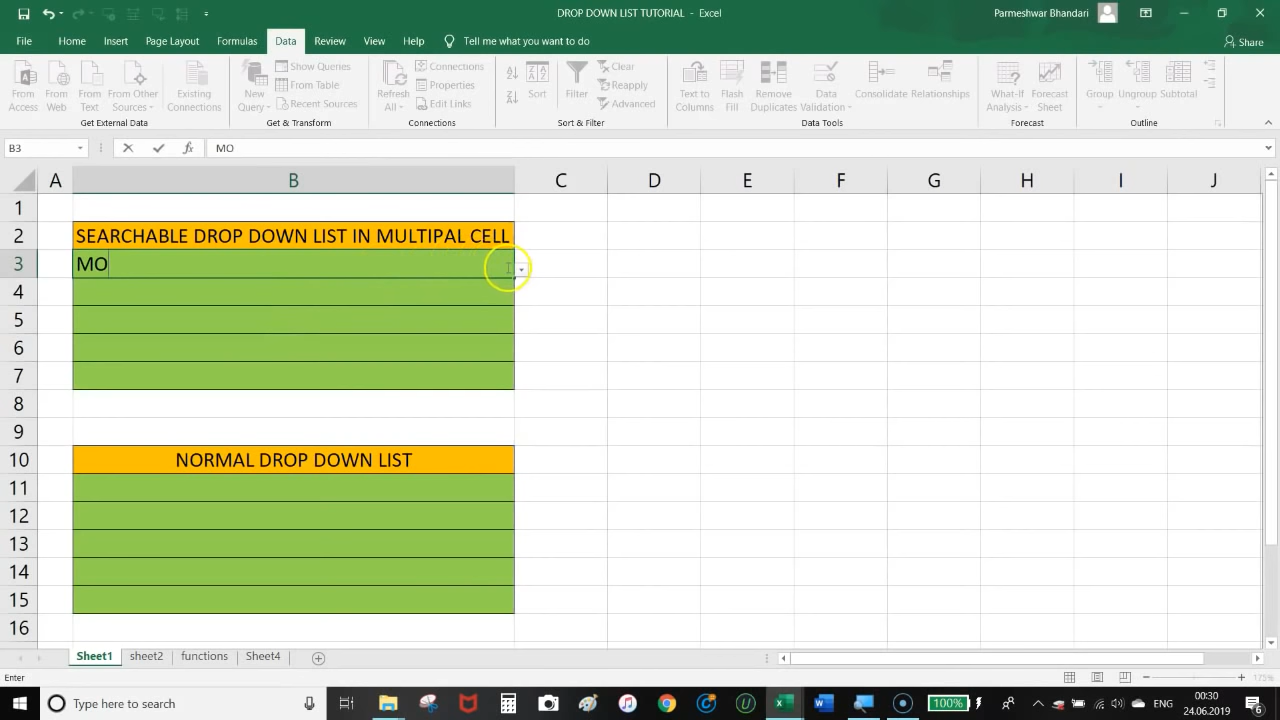 DROP DOWN LIST TUTORIAL - Excel
Parmeshwar Bhandari
File Home Insert Page Layout Formulas Data Review View Help Tell me what you want to do Share
From Access
From Web
From Text
From Other Sources
Existing Connections
Get External Data
New Query
Show Queries
From Table
Recent Sources
Get & Transform
Refresh All
Connections
Properties
Edit Links
Connections
Sort
Filter
Clear
Reapply
Advanced
Sort & Filter
Text to Columns
Flash Fill
Remove Duplicates
Data Validation
Consolidate
Relationships
Data Tools
What-If Analysis
Forecast Sheet
Forecast
Group
Ungroup
Subtotal
Outline
B3 fx MO
A B C D E F G H I J
1
2 SEARCHABLE DROP DOWN LIST IN MULTIPAL CELL
3 MO
4
5
6
7
8
9
10 NORMAL DROP DOWN LIST
11
12
13
14
15
16
Sheet1 sheet2 functions Sheet4
Enter 175%
Type here to search 100% ENG 00:30
24.06.2019 6